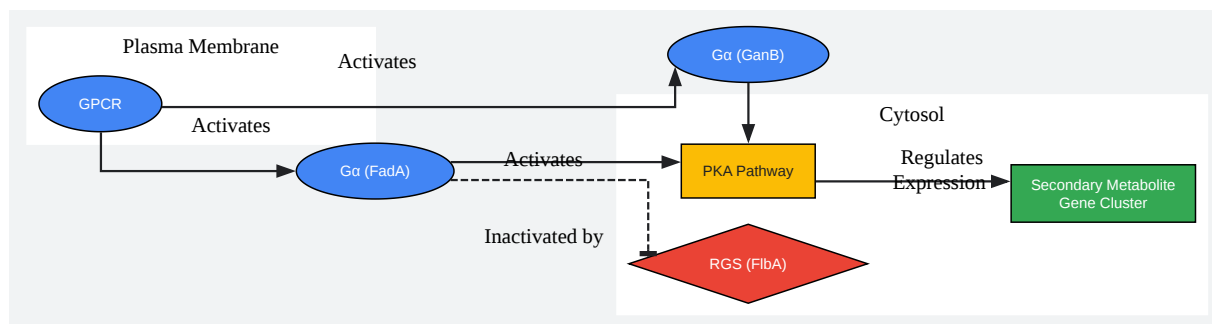 Plasma Membrane
Activates
Gα (GanB)
GPCR
Activates
Cytosol
Gα (FadA)
Activates
PKA Pathway
Regulates
Expression
Secondary Metabolite
Gene Cluster
Inactivated by
RGS (FlbA)